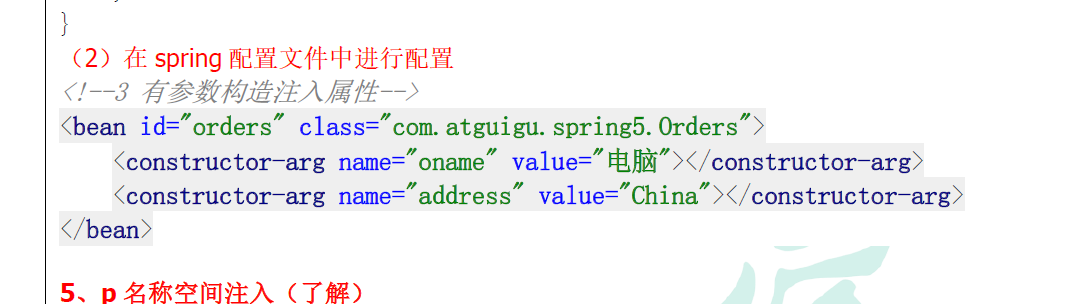 }
（2）在 spring 配置文件中进行配置
<!--3 有参数构造注入属性-->
<bean id="orders" class="com.atguigu.spring5.Orders">
    <constructor-arg name="oname" value="电脑"></constructor-arg>
    <constructor-arg name="address" value="China"></constructor-arg>
</bean>
5、p 名称空间注入（了解）